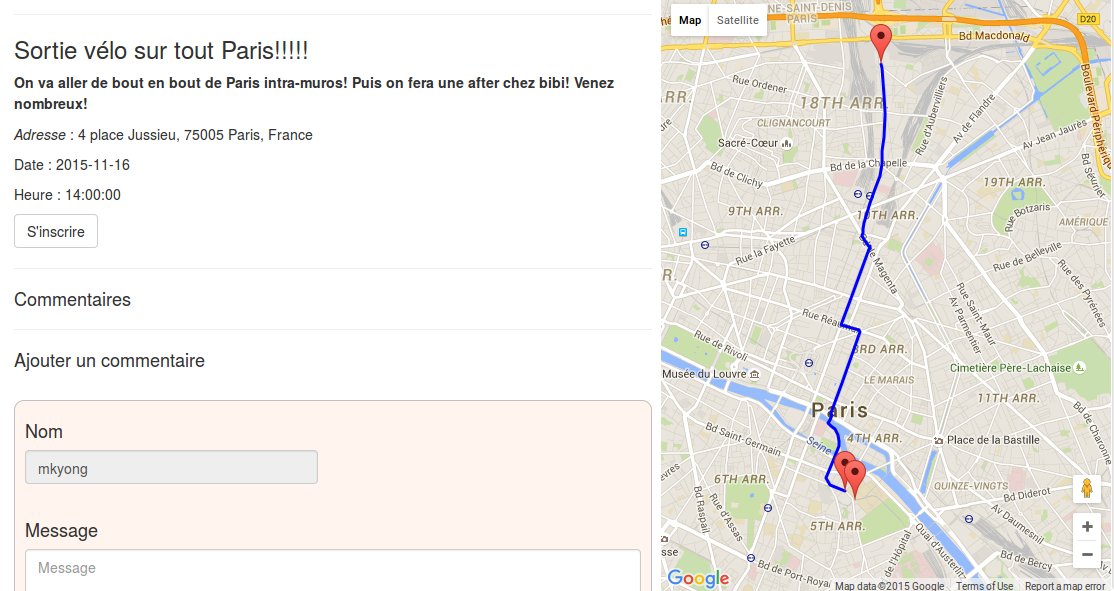 Sortie vélo sur tout Paris!!!!!
On va aller de bout en bout de Paris intra-muros! Puis on fera une after chez bibi! Venez
nombreux!
Adresse : 4 place Jussieu, 75005 Paris, France
Date : 2015-11-16
Heure : 14:00:00
S'inscrire
Commentaires
Ajouter un commentaire
Nom
mkyong
Message
Message
Map Satellite
NE-SAINT-DENIS
PARIS
D20
Bd Macdonald
Boulevard Périphérique
Rue Ordener
18TH ARR.
CLIGNANCOURT
Rue d'Aubervilliers
Av de Flandre
Av Jean Jaurès
Sacré-Cœur
Bd de la Chapelle
Bd de Clichy
Bd Sérurier
19TH ARR.
9TH ARR.
10TH ARR.
Rue Botzaris
AMÉRIQUE
Rue la Fayette
de Magenta
Rue de Belleville
Rue des Pyrénées
Rue Saint-Maur
Av Parmentier
Rue Réaumur
Rue de Rivoli
3RD ARR.
Musée du Louvre
LE MARAIS
Cimetière Père-Lachaise
11TH ARR.
Paris
Bd de Charonne
Bd Saint-Germain
Seine
4TH ARR.
Place de la Bastille
6TH ARR.
QUINZE-VINGTS
Bd Diderot
Bd Raspail
Rue d'Assas
5TH ARR.
Av Daumesnil
Quai d'Austerlitz
de l'Hôpital
Bd de Bercy
Bd de Port-Royal
Google
Map data ©2015 Google Terms of Use Report a map error